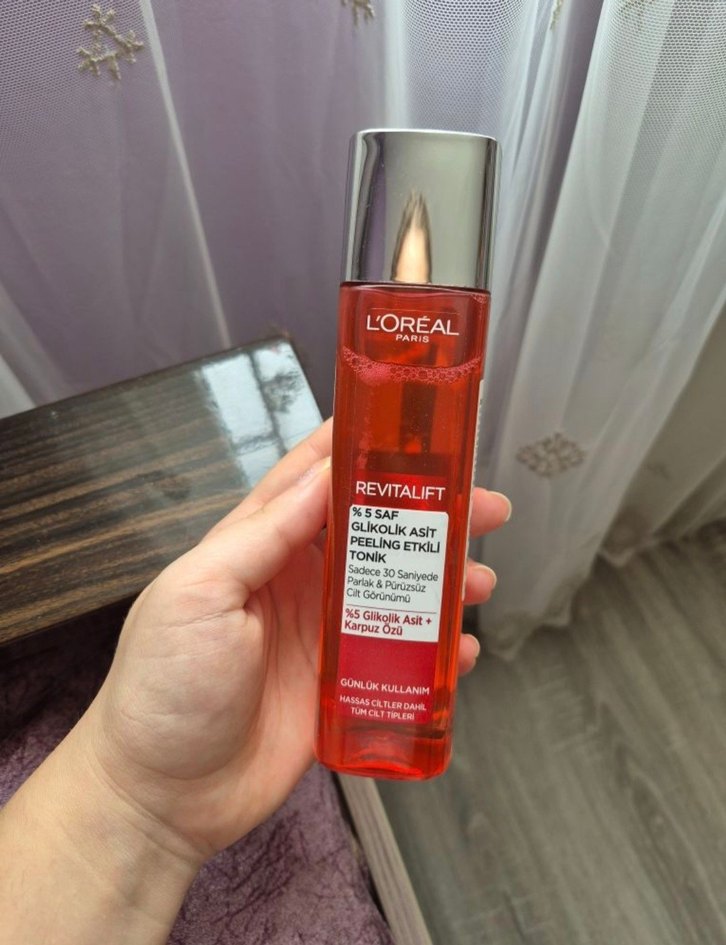 L'ORÉAL
PARIS
REVITALIFT
% 5 SAF
GLİKOLİK ASİT
PEELİNG ETKİLİ
TONİK
Sadece 30 Saniyede
Parlak & Pürüzsüz
Cilt Görünümü
%5 Glikolik Asit +
Karpuz Özü
GÜNLÜK KULLANIM
HASSAS CİLTLER DAHİL
TÜM CİLT TİPLERİ